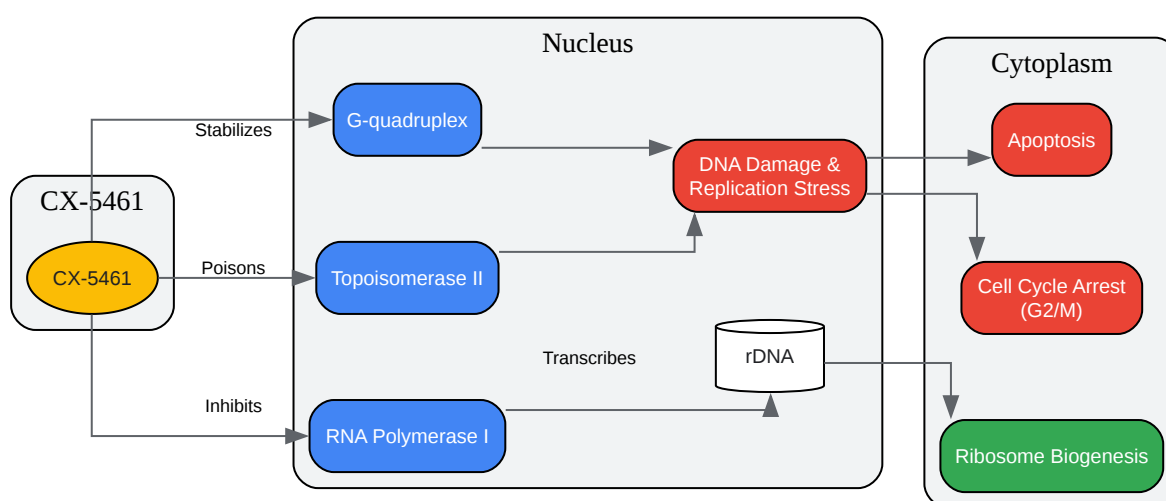 Nucleus
Cytoplasm
G-quadruplex
Stabilizes
Apoptosis
DNA Damage &
Replication Stress
CX-5461
CX-5461
Poisons
Topoisomerase II
Cell Cycle Arrest
(G2/M)
Transcribes
rDNA
Inhibits
RNA Polymerase I
Ribosome Biogenesis